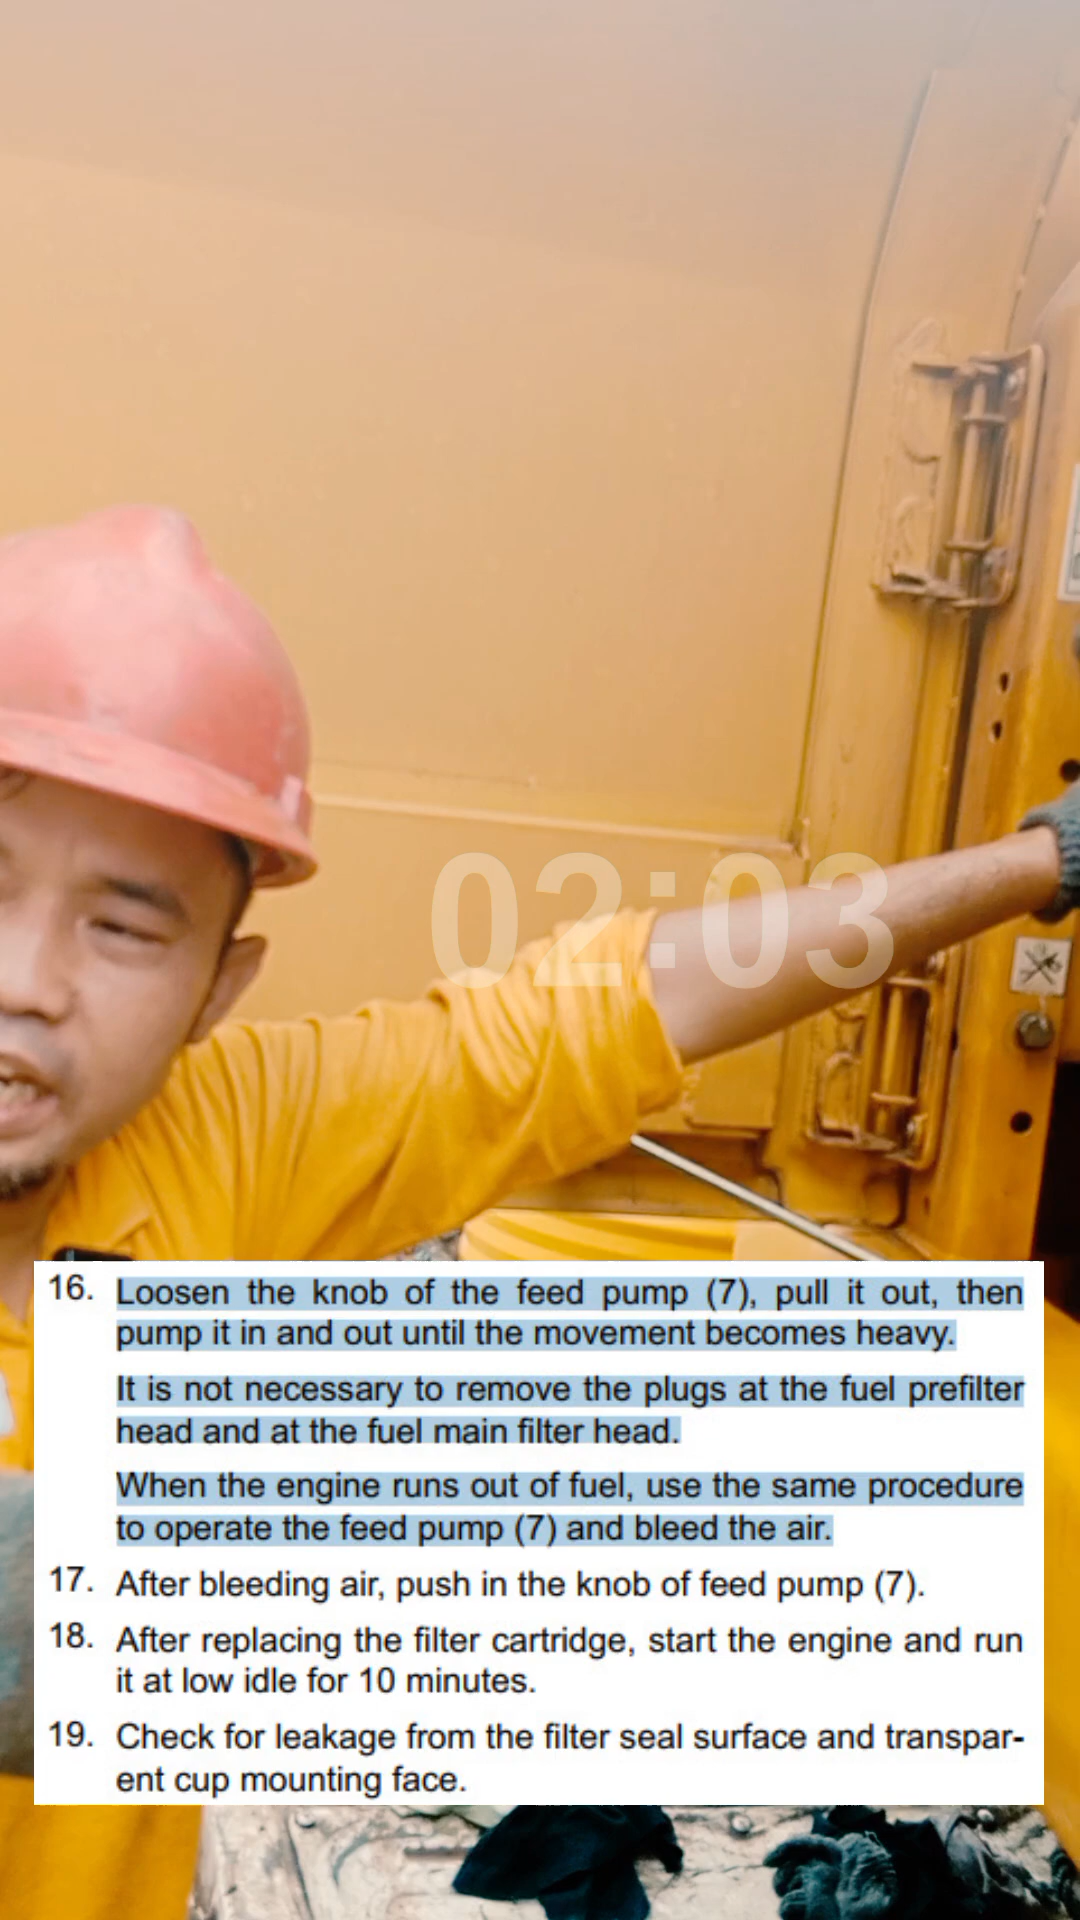 02:03
16. Loosen the knob of the feed pump (7), pull it out, then
pump it in and out until the movement becomes heavy.
It is not necessary to remove the plugs at the fuel prefilter
head and at the fuel main filter head.
When the engine runs out of fuel, use the same procedure
to operate the feed pump (7) and bleed the air.
17. After bleeding air, push in the knob of feed pump (7).
18. After replacing the filter cartridge, start the engine and run
it at low idle for 10 minutes.
19. Check for leakage from the filter seal surface and transpar-
ent cup mounting face.